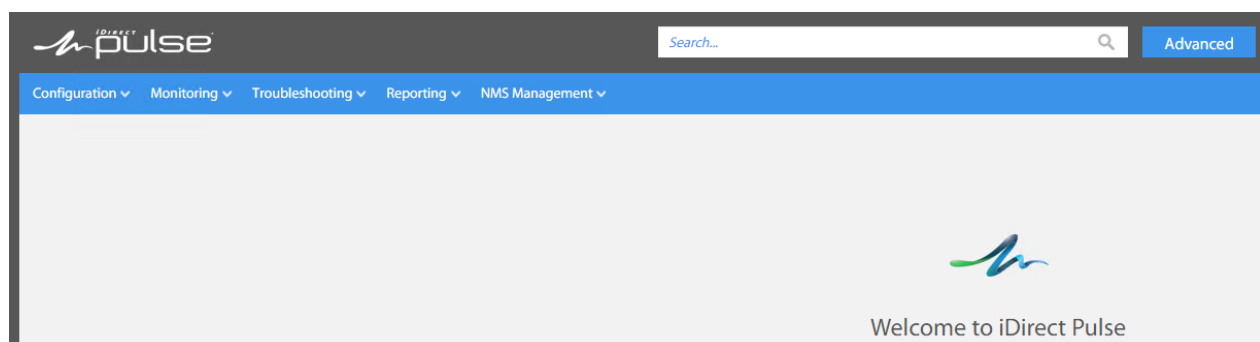 iDirect
pulse
Search...
Advanced
Configuration Monitoring Troubleshooting Reporting NMS Management
Welcome to iDirect Pulse